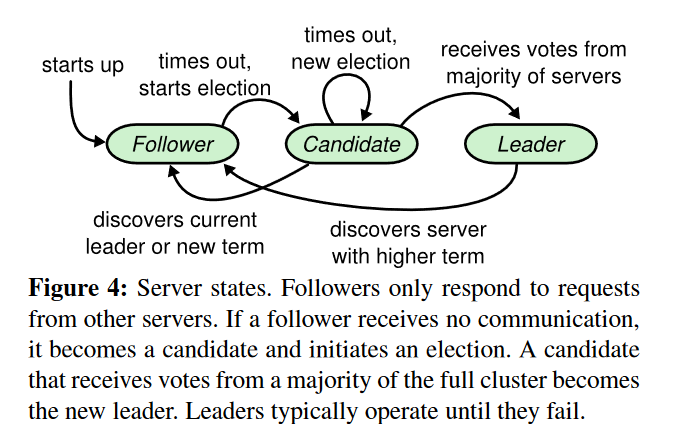 starts up
times out,
starts election
times out,
new election
receives votes from
majority of servers
Follower
Candidate
Leader
discovers current
leader or new term
discovers server
with higher term
Figure 4: Server states. Followers only respond to requests
from other servers. If a follower receives no communication,
it becomes a candidate and initiates an election. A candidate
that receives votes from a majority of the full cluster becomes
the new leader. Leaders typically operate until they fail.